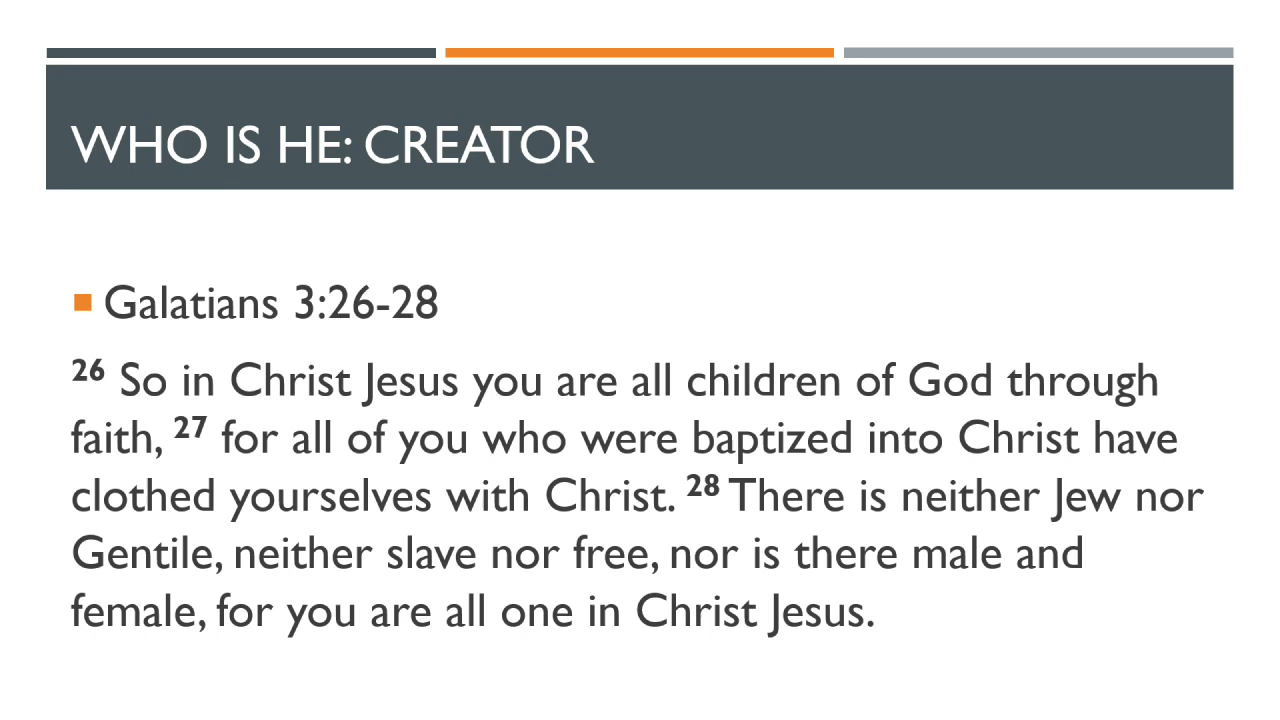 WHO IS HE: CREATOR
Galatians 3:26-28
26 So in Christ Jesus you are all children of God through
faith, 27 for all of you who were baptized into Christ have
clothed yourselves with Christ. 28 There is neither Jew nor
Gentile, neither slave nor free, nor is there male and
female, for you are all one in Christ Jesus.